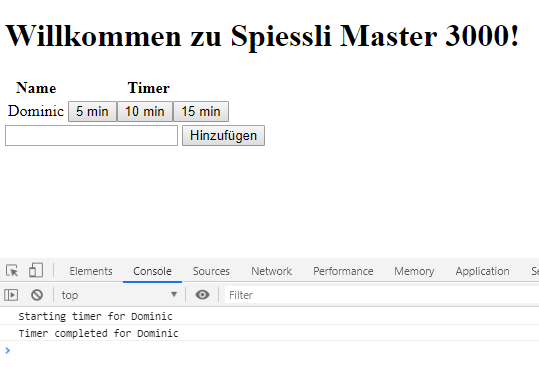 Willkommen zu Spiessli Master 3000!
Name Timer
Dominic 5 min 10 min 15 min
Hinzufügen
Elements Console Sources Network Performance Memory Application Se
top Filter
Starting timer for Dominic
Timer completed for Dominic